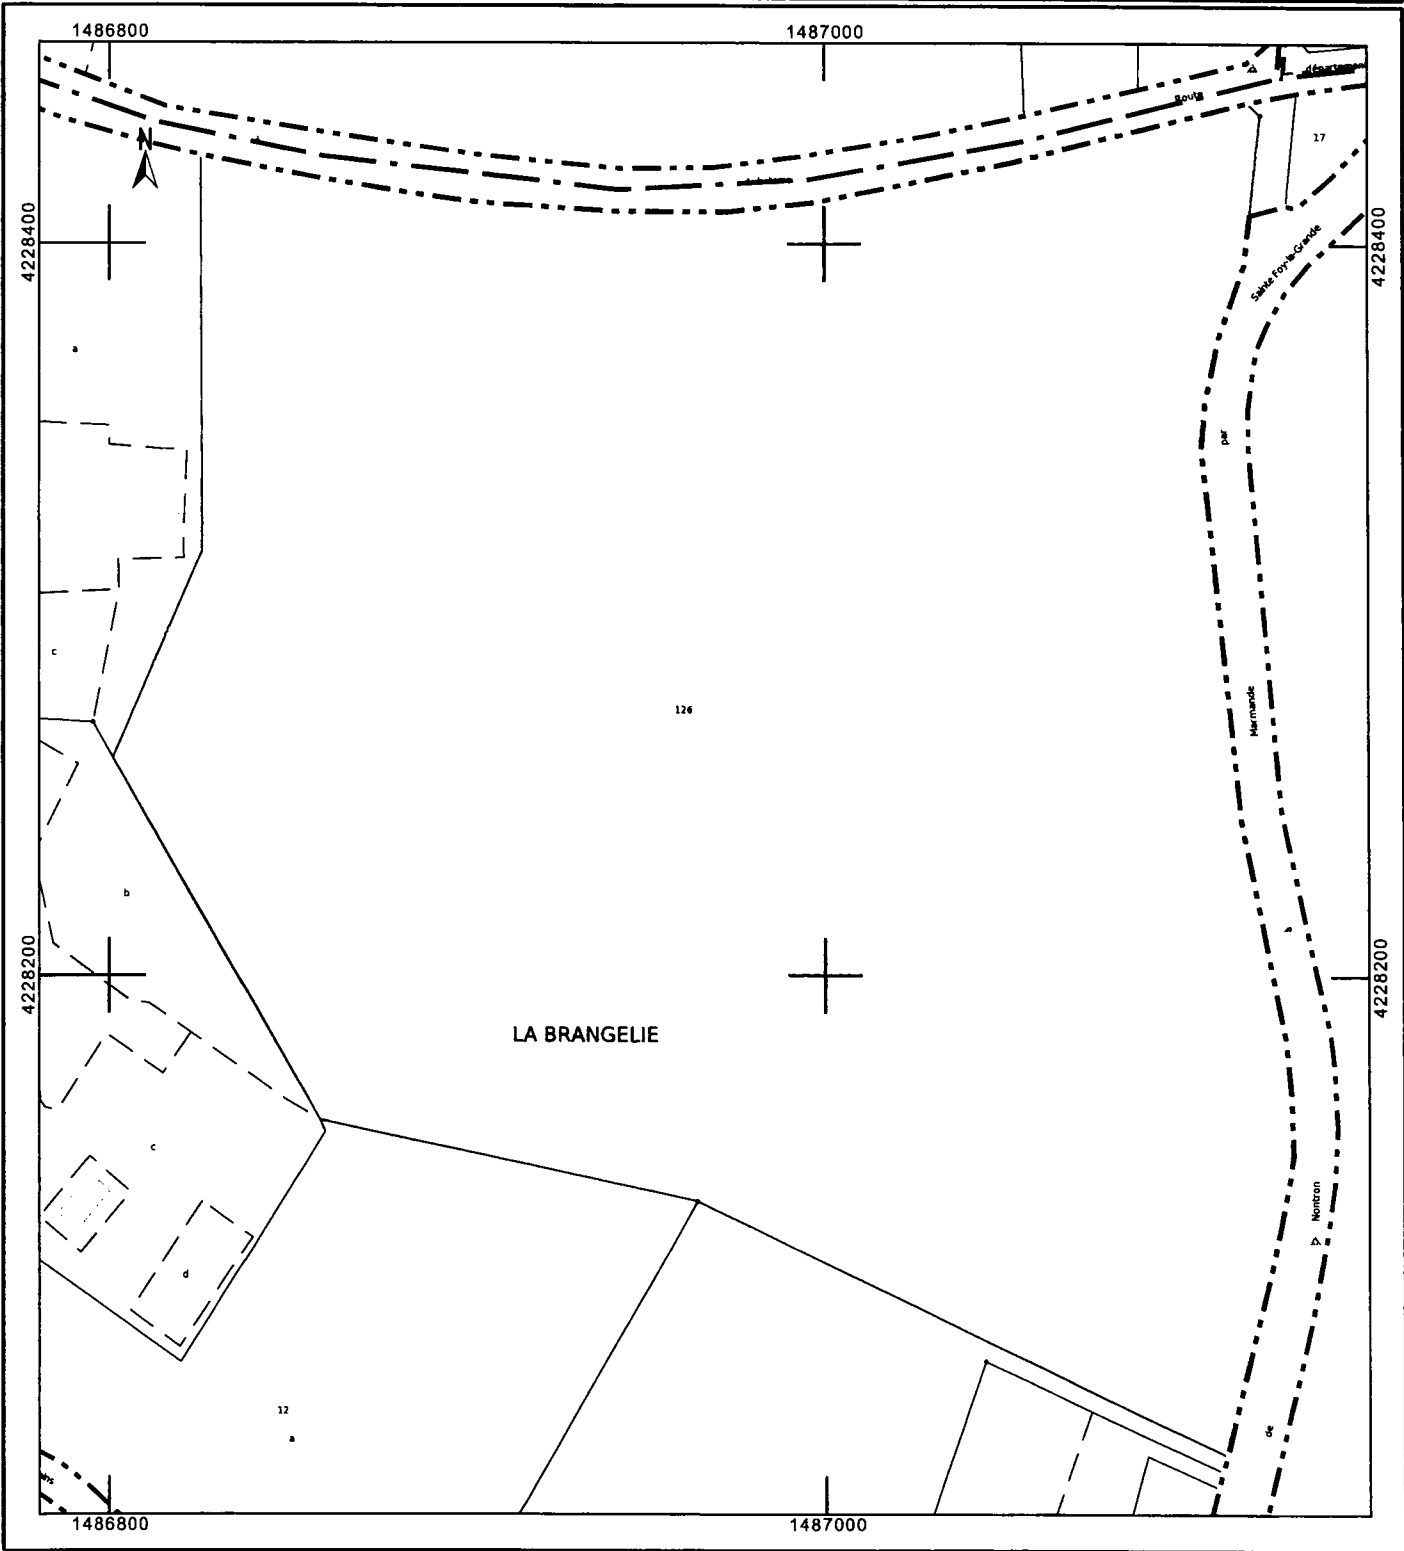 1486800
1487000
départemen
Route
N
17
4228400
4228400
Sainte Foy-la-Grande
a
par
c
126
Marmande
b
à
4228200
4228200
LA BRANGELIE
c
Nontron
d
12
a
de
1486800
1487000